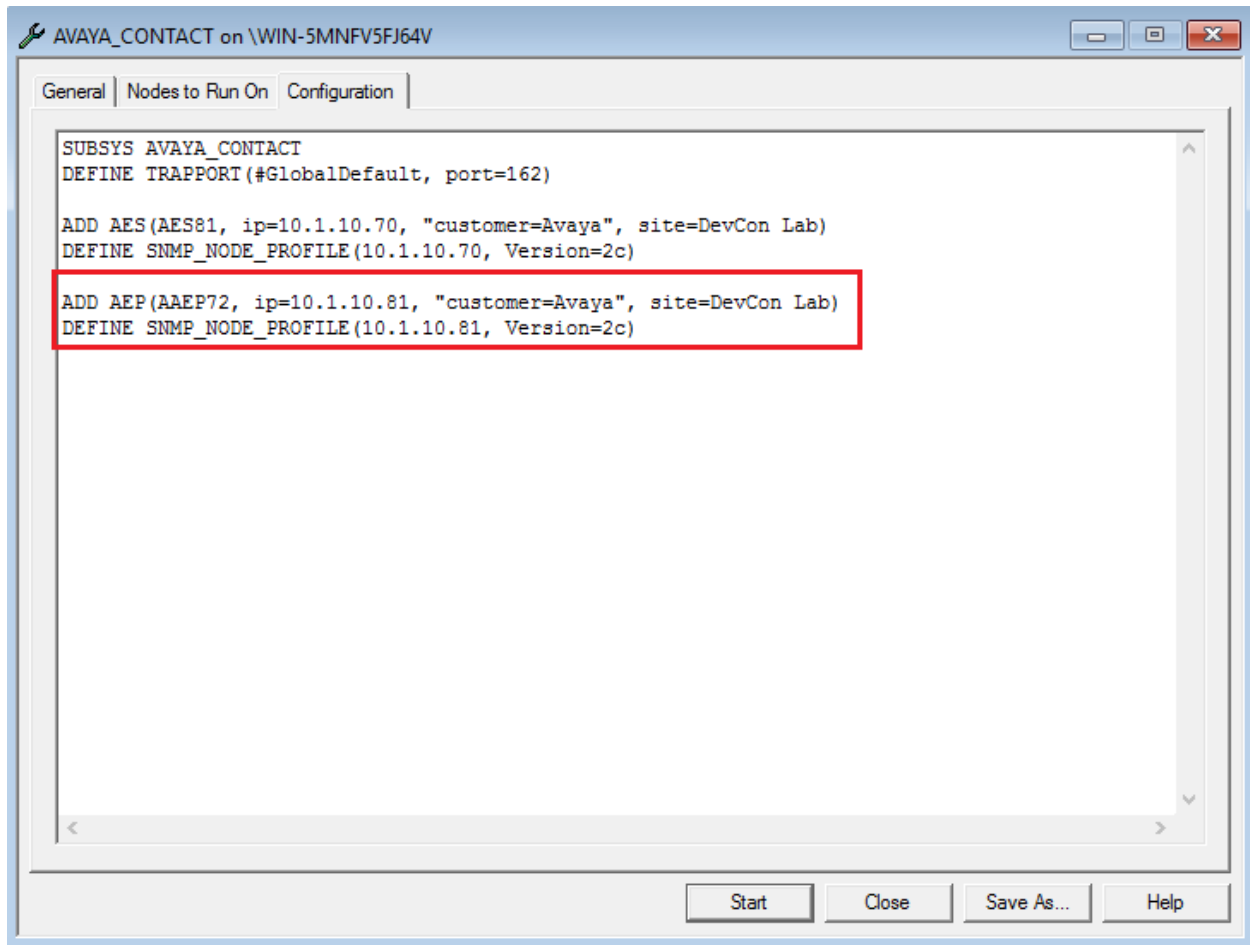 AVAYA_CONTACT on \WIN-5MNFV5FJ64V
General Nodes to Run On Configuration
SUBSYS AVAYA_CONTACT
DEFINE TRAPPORT(#GlobalDefault, port=162)
ADD AES(AES81, ip=10.1.10.70, "customer=Avaya", site=DevCon Lab)
DEFINE SNMP_NODE_PROFILE(10.1.10.70, Version=2c)
ADD AEP(AAEP72, ip=10.1.10.81, "customer=Avaya", site=DevCon Lab)
DEFINE SNMP_NODE_PROFILE(10.1.10.81, Version=2c)
Start Close Save As... Help